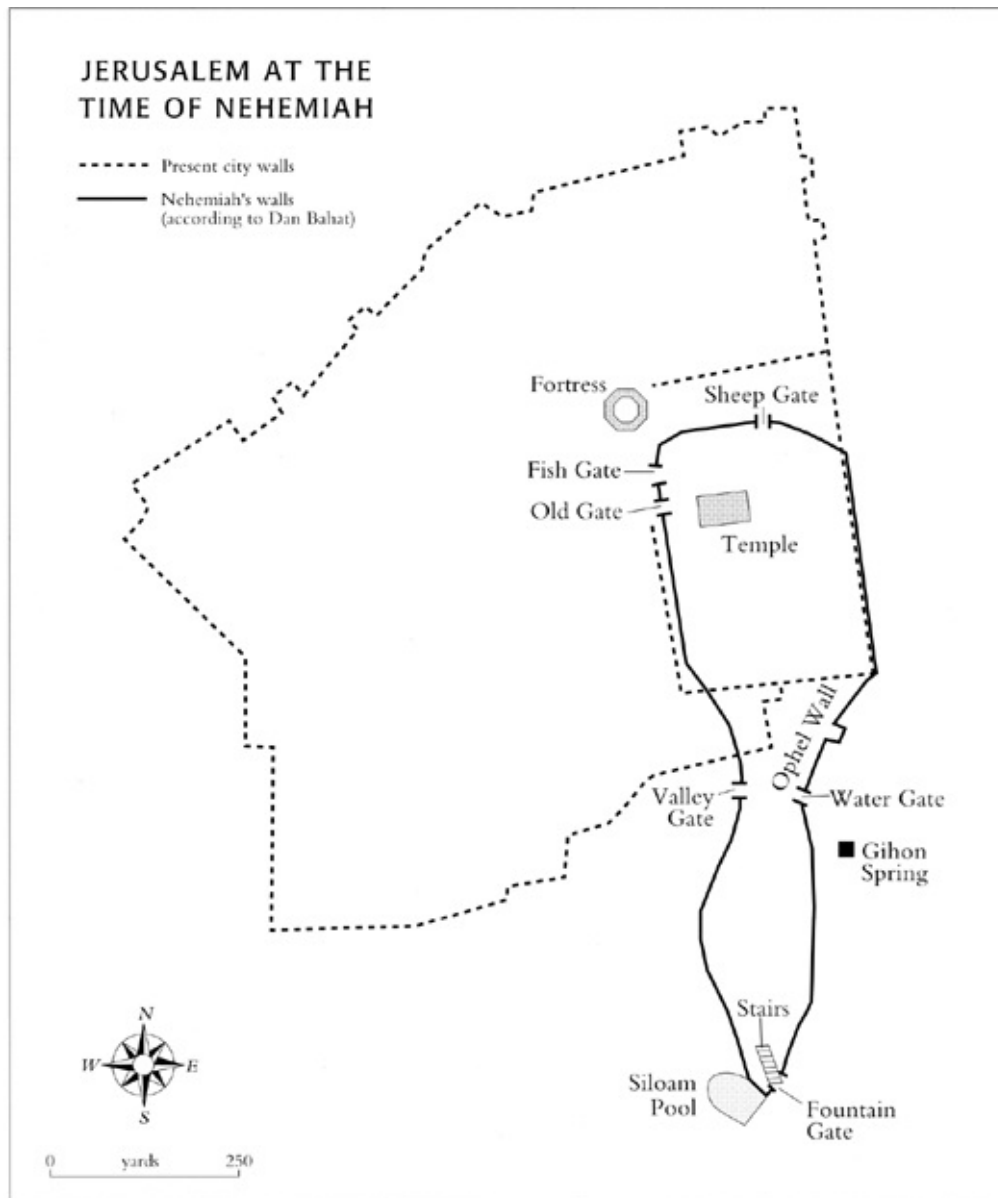 JERUSALEM AT THE
TIME OF NEHEMIAH
Present city walls
Nehemiah's walls
(according to Dan Bahat)
Fortress
Sheep Gate
Fish Gate
Old Gate
Temple
Ophel Wall
Valley
Gate
Water Gate
Gihon
Spring
Stairs
Siloam
Pool
Fountain
Gate
N
W E
S
0 yards 250